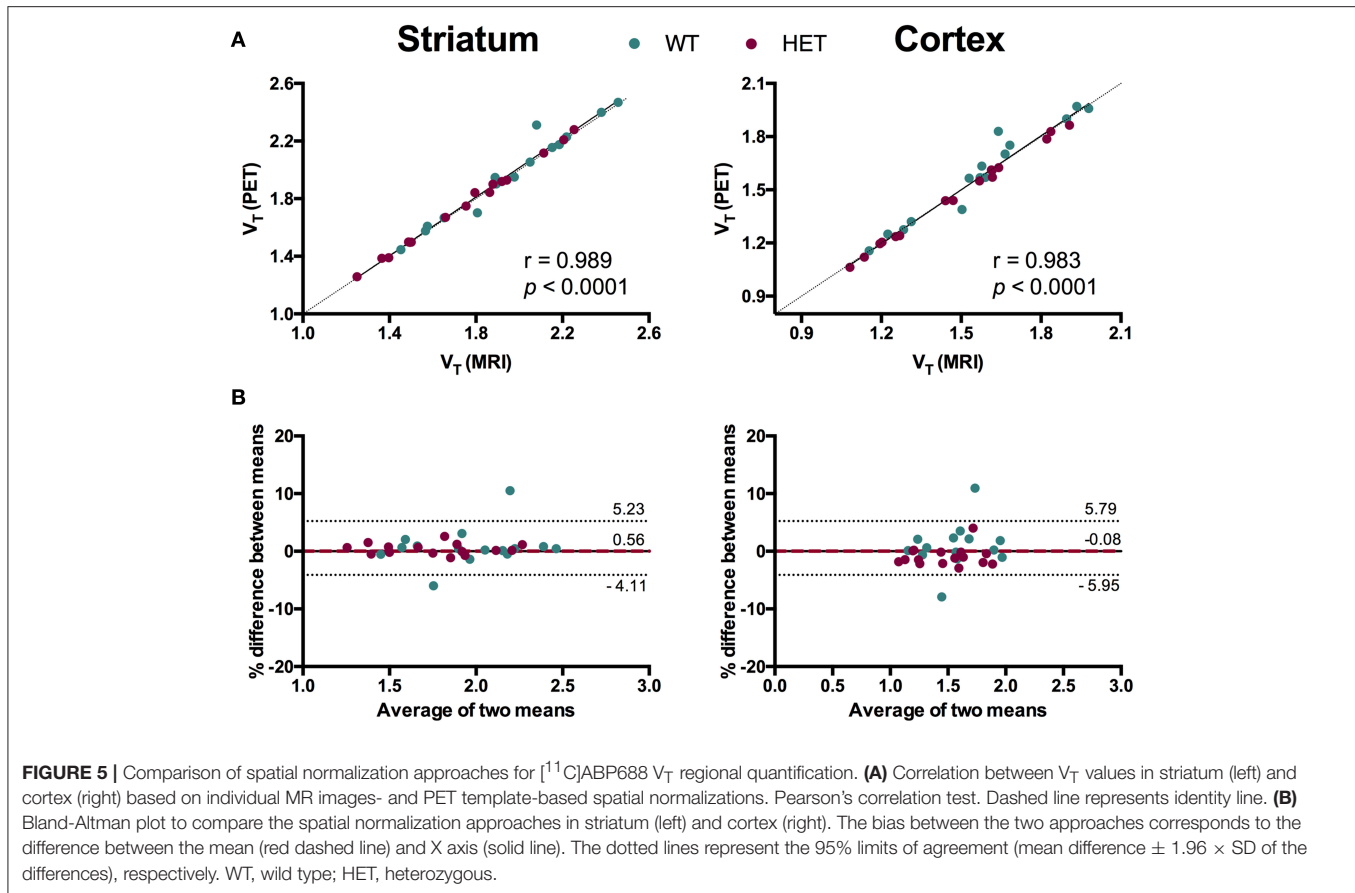 A
Striatum
WT
HET
Cortex
2.6
2.2
1.8
1.4
1.0
V_T (PET)
r = 0.989
p < 0.0001
1.0 1.4 1.8 2.2 2.6
V_T (MRI)
2.1
1.8
1.5
1.2
0.9
V_T (PET)
r = 0.983
p < 0.0001
0.9 1.2 1.5 1.8 2.1
V_T (MRI)
B
20
10
0
-10
-20
% difference between means
5.23
0.56
- 4.11
1.0 1.5 2.0 2.5 3.0
Average of two means
20
10
0
-10
-20
% difference between means
5.79
-0.08
- 5.95
0.0 0.5 1.0 1.5 2.0 2.5 3.0
Average of two means
FIGURE 5 | Comparison of spatial normalization approaches for [¹¹C]ABP688 V_T regional quantification. (A) Correlation between V_T values in striatum (left) and
cortex (right) based on individual MR images- and PET template-based spatial normalizations. Pearson's correlation test. Dashed line represents identity line. (B)
Bland-Altman plot to compare the spatial normalization approaches in striatum (left) and cortex (right). The bias between the two approaches corresponds to the
difference between the mean (red dashed line) and X axis (solid line). The dotted lines represent the 95% limits of agreement (mean difference ± 1.96 × SD of the
differences), respectively. WT, wild type; HET, heterozygous.